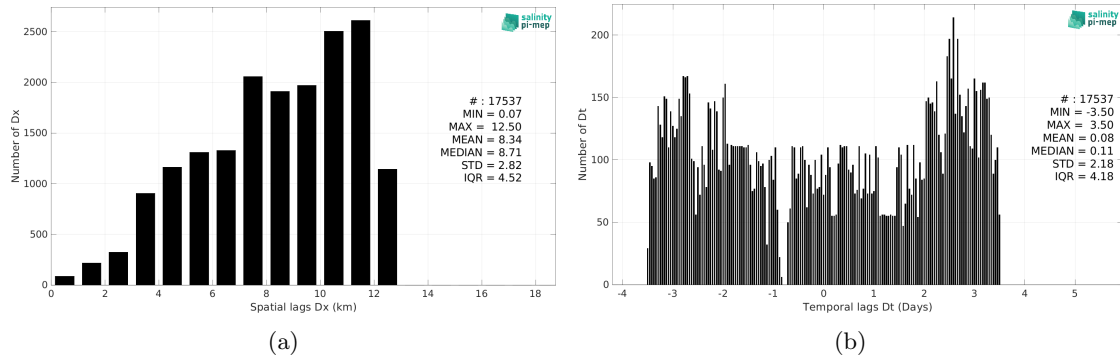 2500
2000
1500
1000
500
0
Number of Dx
0 2 4 6 8 10 12 14 16 18
Spatial lags Dx (km)
salinity
pi-mep
# : 17537
MIN = 0.07
MAX = 12.50
MEAN = 8.34
MEDIAN = 8.71
STD = 2.82
IQR = 4.52
(a)
200
150
100
50
0
Number of Dt
-4 -3 -2 -1 0 1 2 3 4 5
Temporal lags Dt (Days)
salinity
pi-mep
# : 17537
MIN = -3.50
MAX = 3.50
MEAN = 0.08
MEDIAN = 0.11
STD = 2.18
IQR = 4.18
(b)